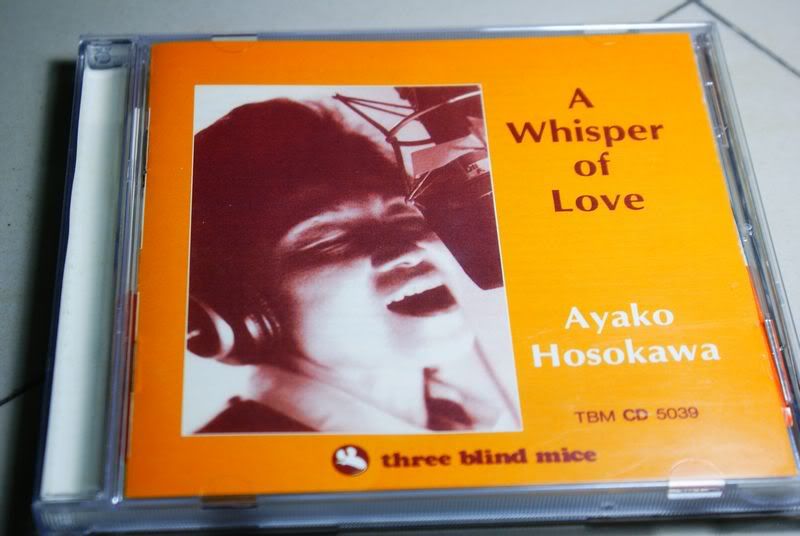 A
Whisper
of
Love
Ayako
Hosokawa
TBM CD 5039
three blind mice